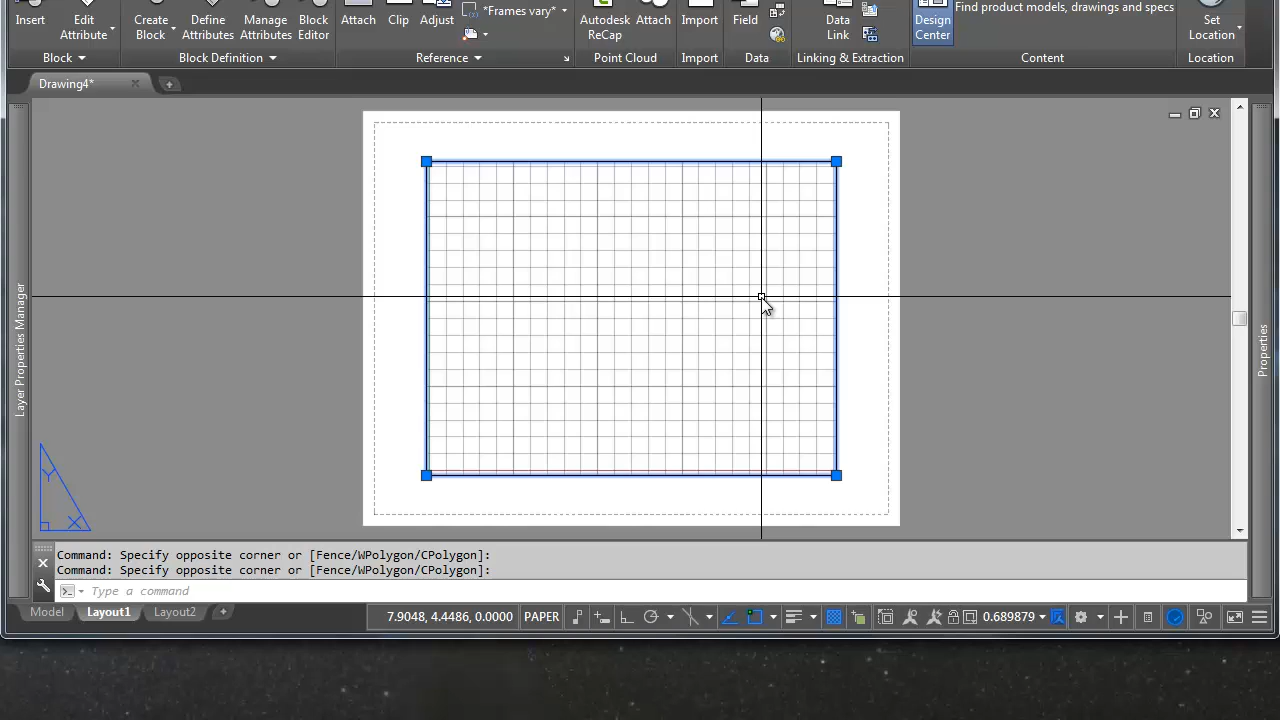 *Frames vary*
Find product models, drawings and specs
Insert Edit Attribute Create Block Define Attributes Manage Attributes Block Editor Attach Clip Adjust Autodesk ReCap Attach Import Field Data Link Design Center Set Location
Block Block Definition Reference Point Cloud Import Data Linking & Extraction Content Location
Drawing4*
Layer Properties Manager
Properties
Y
X
Command: Specify opposite corner or [Fence/WPolygon/CPolygon]:
Command: Specify opposite corner or [Fence/WPolygon/CPolygon]:
Type a command
Model Layout1 Layout2 + 7.9048, 4.4486, 0.0000 PAPER 0.689879